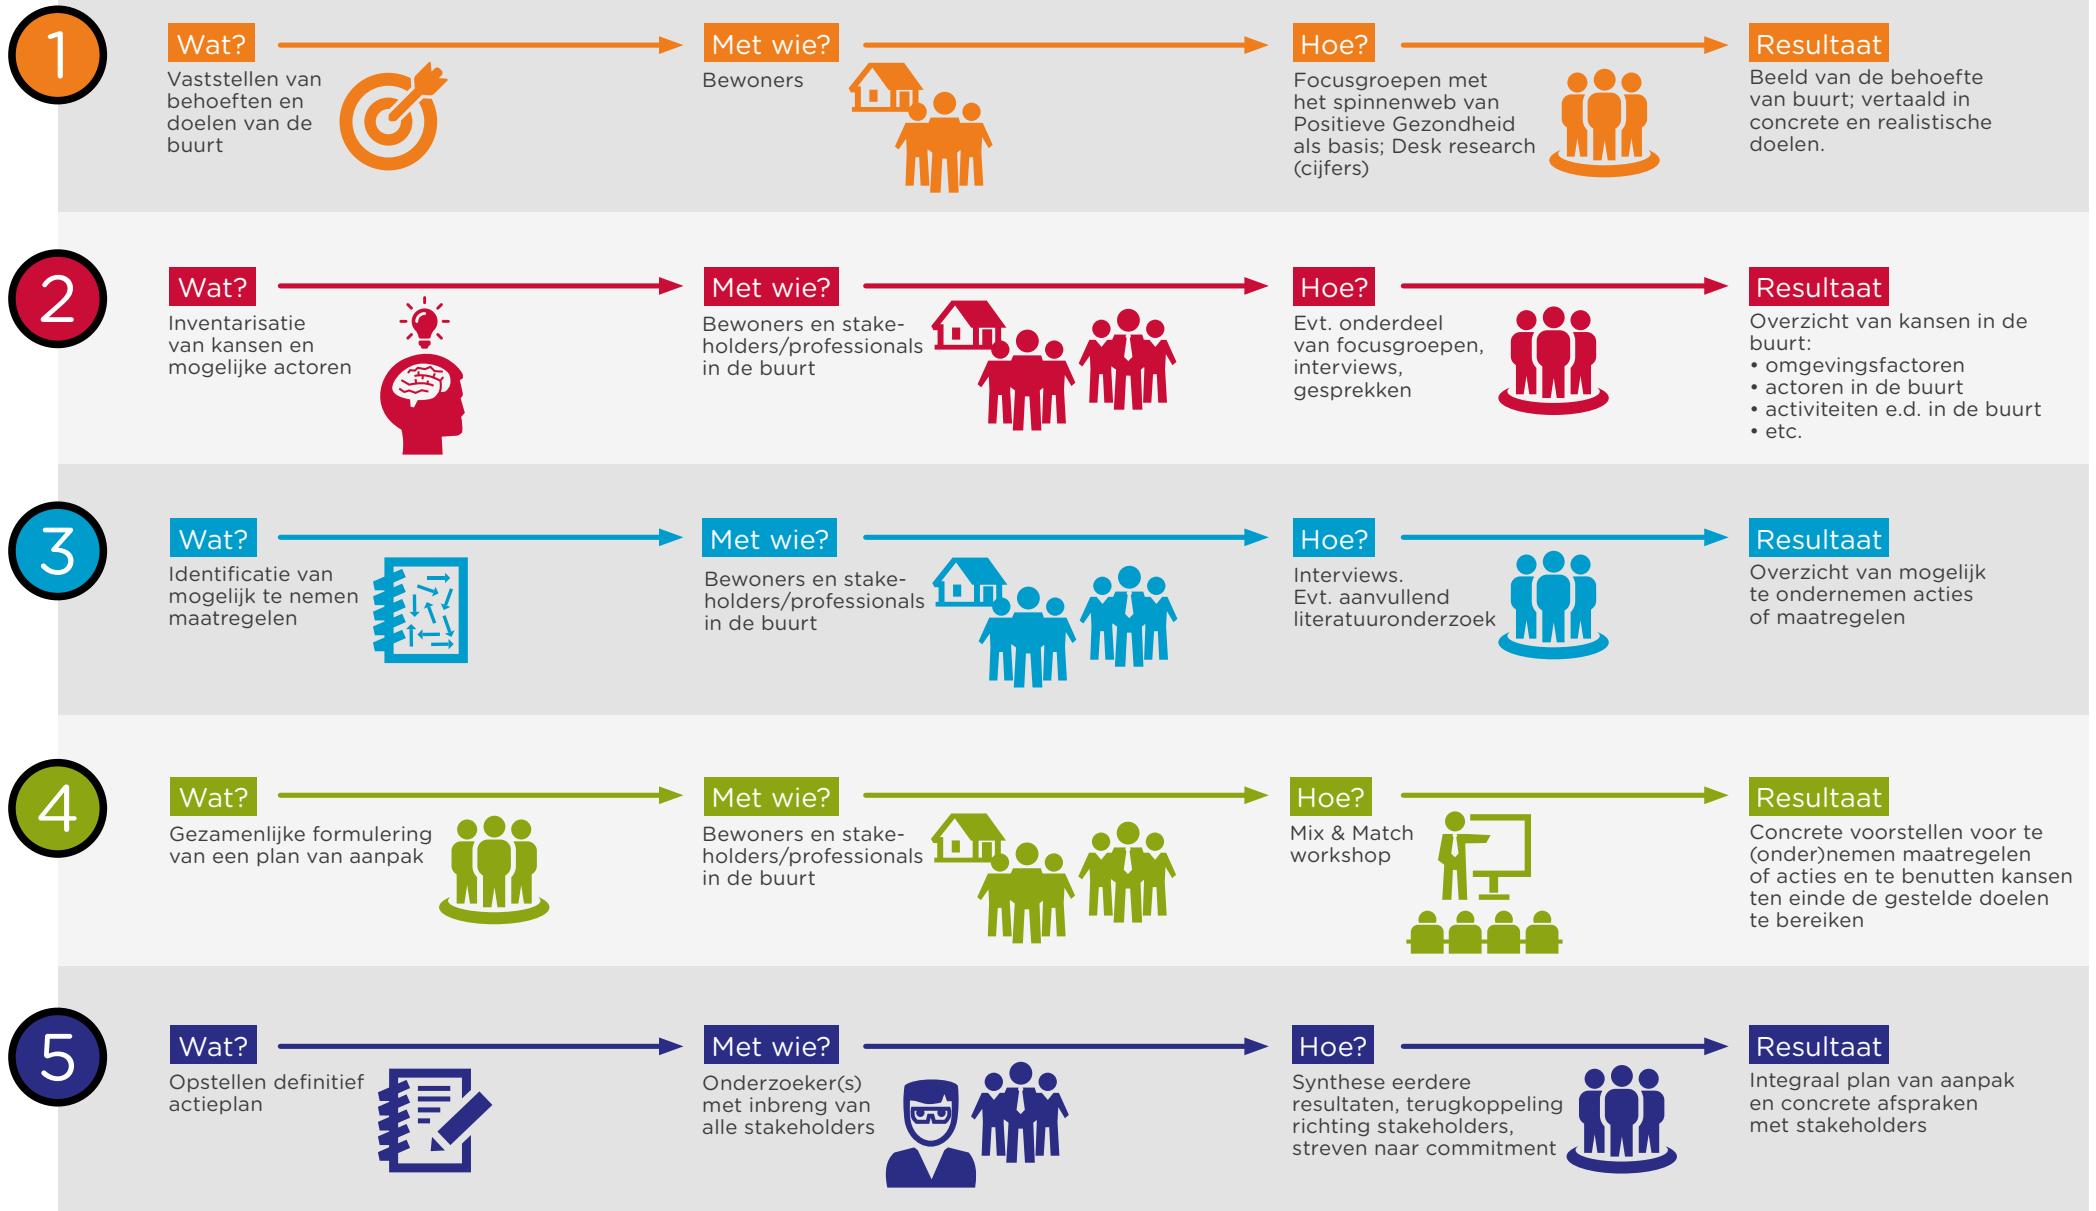 1
Wat?
Vaststellen van
behoeften en
doelen van de
buurt
Met wie?
Bewoners
Hoe?
Focusgroepen met
het spinnenweb van
Positieve Gezondheid
als basis; Desk research
(cijfers)
Resultaat
Beeld van de behoefte
van buurt; vertaald in
concrete en realistische
doelen.
2
Wat?
Inventarisatie
van kansen en
mogelijke actoren
Met wie?
Bewoners en stake-
holders/professionals
in de buurt
Hoe?
Evt. onderdeel
van focusgroepen,
interviews,
gesprekken
Resultaat
Overzicht van kansen in de
buurt:
• omgevingsfactoren
• actoren in de buurt
• activiteiten e.d. in de buurt
• etc.
3
Wat?
Identificatie van
mogelijk te nemen
maatregelen
Met wie?
Bewoners en stake-
holders/professionals
in de buurt
Hoe?
Interviews.
Evt. aanvullend
literatuuronderzoek
Resultaat
Overzicht van mogelijk
te ondernemen acties
of maatregelen
4
Wat?
Gezamenlijke formulering
van een plan van aanpak
Met wie?
Bewoners en stake-
holders/professionals
in de buurt
Hoe?
Mix & Match
workshop
Resultaat
Concrete voorstellen voor te
(onder)nemen maatregelen
of acties en te benutten kansen
ten einde de gestelde doelen
te bereiken
5
Wat?
Opstellen definitief
actieplan
Met wie?
Onderzoeker(s)
met inbreng van
alle stakeholders
Hoe?
Synthese eerdere
resultaten, terugkoppeling
richting stakeholders,
streven naar commitment
Resultaat
Integraal plan van aanpak
en concrete afspraken
met stakeholders